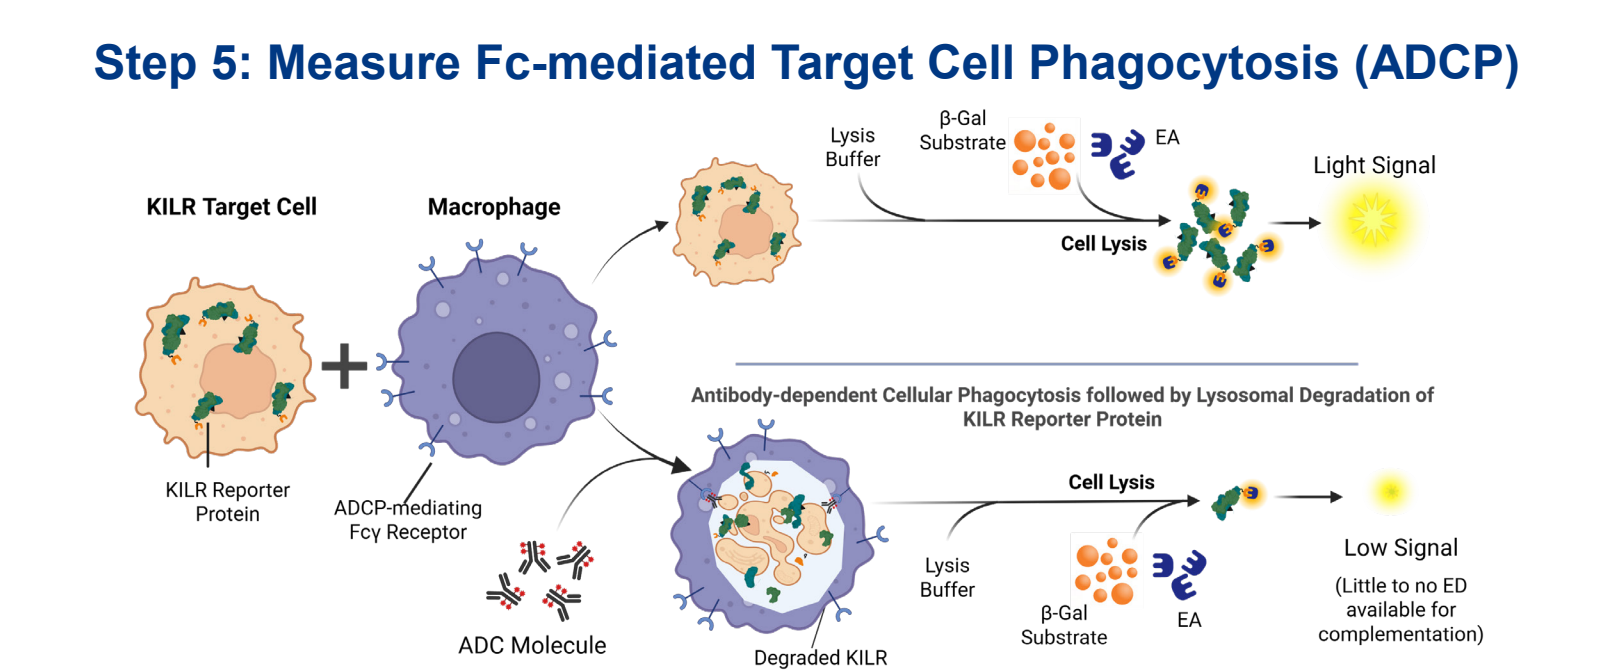 Step 5: Measure Fc-mediated Target Cell Phagocytosis (ADCP)
KILR Target Cell
Macrophage
Lysis
Buffer
β-Gal
Substrate
EA
Cell Lysis
Light Signal
KILR Reporter
Protein
ADCP-mediating
Fcγ Receptor
ADC Molecule
Antibody-dependent Cellular Phagocytosis followed by Lysosomal Degradation of
KILR Reporter Protein
Degraded KILR
Lysis
Buffer
Cell Lysis
β-Gal
Substrate
EA
Low Signal
(Little to no ED
available for
complementation)